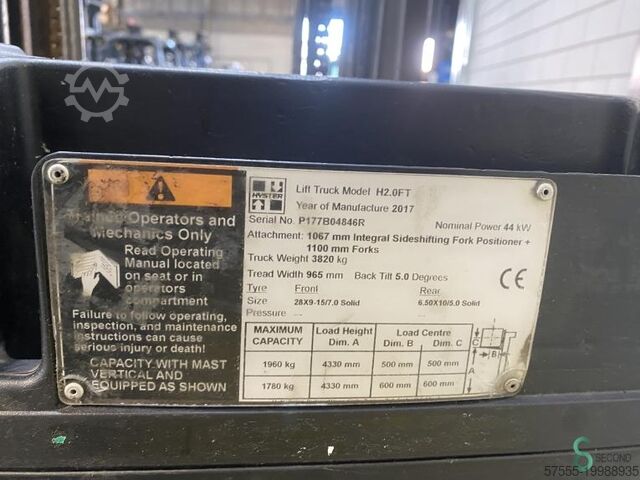 HYSTER
Lift Truck Model H2.0FT
Year of Manufacture 2017
Serial No. P177B04846R Nominal Power 44 kW
Attachment: 1067 mm Integral Sideshifting Fork Positioner +
1100 mm Forks
Truck Weight 3820 kg
Tread Width 965 mm Back Tilt 5.0 Degrees
Tyre Front Rear
Size 28X9-15/7.0 Solid 6.50X10/5.0 Solid
Pressure ... ...
CE
MAXIMUM CAPACITY Load Height Dim. A Load Centre Dim. B Dim. C
1960 kg 4330 mm 500 mm 500 mm
1780 kg 4330 mm 600 mm 600 mm
C
B
A
Operators and
Mechanics Only
Read Operating
Manual located
on seat or in
operators
compartment
Failure to follow operating,
inspection, and maintenance
instructions can cause
serious injury or death!
CAPACITY WITH MAST
VERTICAL AND
EQUIPPED AS SHOWN
S SECOND
57555-19988935